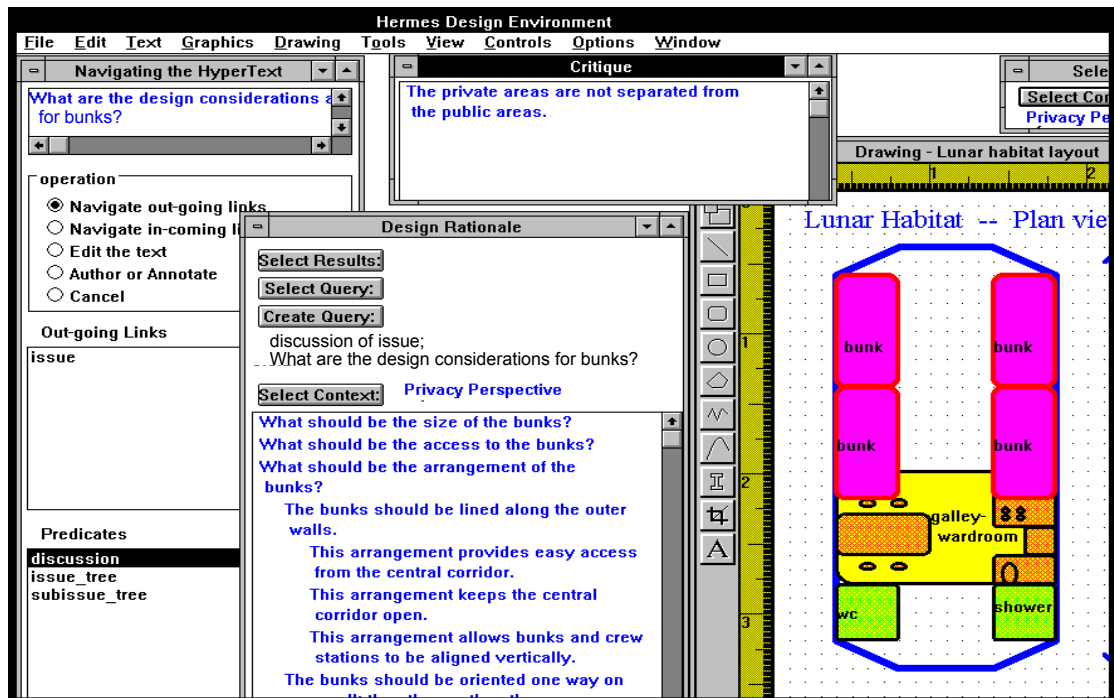 Hermes Design Environment
File Edit Text Graphics Drawing Tools View Controls Options Window
Navigating the HyperText
What are the design considerations
for bunks?
operation
Navigate out-going links
Navigate in-coming
Edit the text
Author or Annotate
Cancel
Out-going Links
issue
Predicates
discussion
issue_tree
subissue_tree
Critique
The private areas are not separated from
the public areas.
Design Rationale
Select Results:
Select Query:
Create Query:
discussion of issue;
What are the design considerations for bunks?
Select Context: Privacy Perspective
What should be the size of the bunks?
What should be the access to the bunks?
What should be the arrangement of the
bunks?
The bunks should be lined along the outer
walls.
This arrangement provides easy access
from the central corridor.
This arrangement keeps the central
corridor open.
This arrangement allows bunks and crew
stations to be aligned vertically.
The bunks should be oriented one way on
Sele
Select Con
Privacy Pe
Drawing - Lunar habitat layout
1 2
1
2
3
A
Lunar Habitat -- Plan vie
bunk bunk
bunk bunk
galley-
wardroom
wc shower